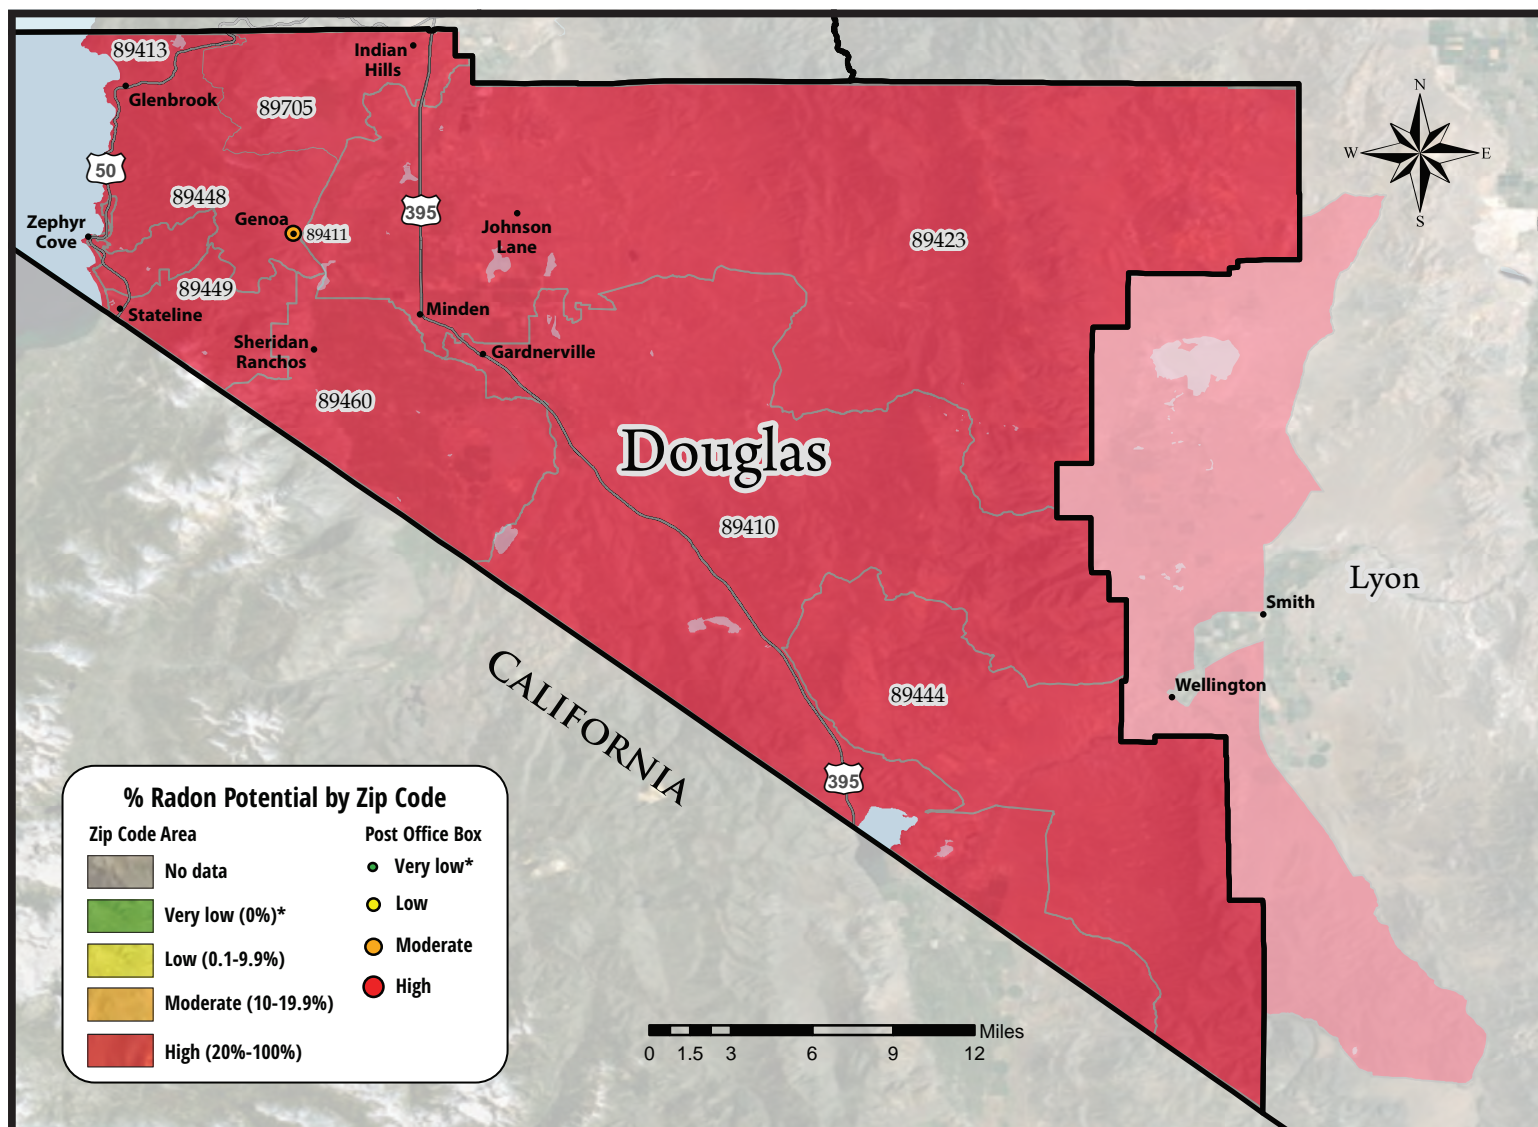 89413
Indian
Hills
Glenbrook
89705
50
89448
395
Genoa
89411
Johnson
Lane
Zephyr
Cove
89423
89449
Stateline
Minden
Sheridan
Ranchos
Gardnerville
89460
Douglas
89410
Lyon
Smith
Wellington
89444
CALIFORNIA
395
N
W
E
S
% Radon Potential by Zip Code
Zip Code Area
No data
Very low (0%)*
Low (0.1-9.9%)
Moderate (10-19.9%)
High (20%-100%)
Post Office Box
Very low*
Low
Moderate
High
Miles
0 1.5 3 6 9 12